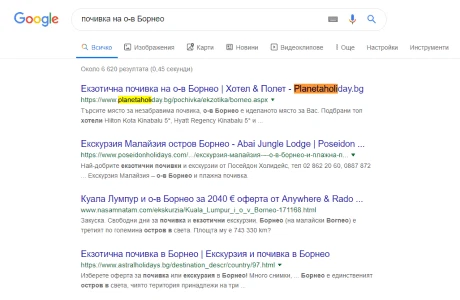 Google
почивка на о-в Борнео
Всичко Изображения Карти Новини Видеоклипове Още Настройки Инструменти
Около 6 620 резултата (0,45 секунди)
Екзотична почивка на о-в Борнео | Хотел & Полет - Planetaholiday.bg
https://www.planetaholiday.bg/pochivka/ekzotika/borneo.aspx
Търсите място за незабравима почивка, о-в Борнео е идеалното място за Вас. Подбрани топ
хотели Hilton Kota Kinabalu 5*, Hyatt Regency Kinabalu 5* и ...
Екскурзия Малайзия остров Борнео - Abai Jungle Lodge | Poseidon ...
https://www.poseidonholidays.com/.../екскурзия-малайзия----о-в-борнео-и-плажна-п...
Най-добрите екзотични почивки и екскурзии от Посейдон Холидейс, тел 02 862 20 60, 0887 872
... Екскурзия Малайзия – о-в Борнео и плажна почивка
Куала Лумпур и о-в Борнео за 2040 € оферта от Anywhere & Rado ...
www.nasamnatam.com/ekskurzia/Kuala_Lumpur_i_o_v_Borneo-171168.html
Закуска. Свободни дни за почивка и екзотични екскурзии. Борнео (на малайски Borneo) е
третият по големина остров в света. Площта му е 743 330 km?
Екзотична почивка в Борнео | Екскурзия и почивка в Борнео
https://www.astralholidays.bg/destination_descr/country/97.html
Изберете оферта за почивка или екскурзия в Борнео! Много снимки, ... Борнео е единственият
остров в света, чиято територия принадлежи на три ...